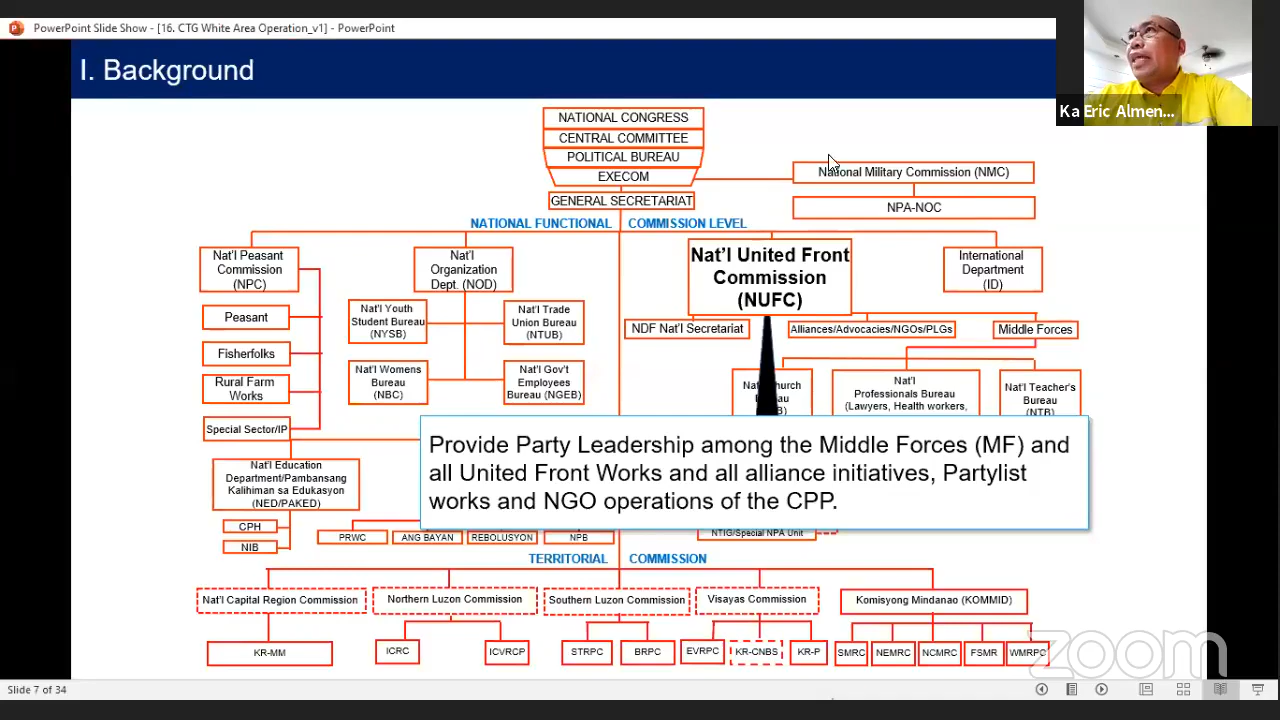 PowerPoint Slide Show - [16. CTG White Area Operation_v1] - PowerPoint
I. Background
Ka Eric Almen...
NATIONAL CONGRESS
CENTRAL COMMITTEE
POLITICAL BUREAU
EXECOM
GENERAL SECRETARIAT
National Military Commission (NMC)
NPA-NOC
NATIONAL FUNCTIONAL COMMISSION LEVEL
Nat'l Peasant
Commission
(NPC)
Nat'l
Organization
Dept. (NOD)
Nat'l United Front
Commission
(NUFC)
International
Department
(ID)
Peasant
Fisherfolks
Rural Farm
Works
Special Sector/IP
Nat'l Youth
Student Bureau
(NYSB)
Nat'l Trade
Union Bureau
(NTUB)
Nat'l Womens
Bureau
(NBC)
Nat'l Gov't
Employees
Bureau (NGEB)
NDF Nat'l Secretariat
Alliances/Advocacies/NGOs/PLGs
Middle Forces
Nat'l
Professionals Bureau
(Lawyers, Health workers,
Nat'l Teacher's
Bureau
(NTB)
Provide Party Leadership among the Middle Forces (MF) and
all United Front Works and all alliance initiatives, Partylist
works and NGO operations of the CPP.
Nat'l Education
Department/Pambansang
Kalihiman sa Edukasyon
(NED/PAKED)
CPH
NIB
PRWC
ANG BAYAN
REBOLUSYON
NPB
NTIG/Special NPA Unit
TERRITORIAL COMMISSION
Nat'l Capital Region Commission
Northern Luzon Commission
Southern Luzon Commission
Visayas Commission
Komisyong Mindanao (KOMMID)
KR-MM
ICRC
ICVRCP
STRPC
BRPC
EVRPC
KR-CNBS
KR-P
SMRC
NEMRC
NCMRC
FSMR
WMRPC
zoom
Slide 7 of 34